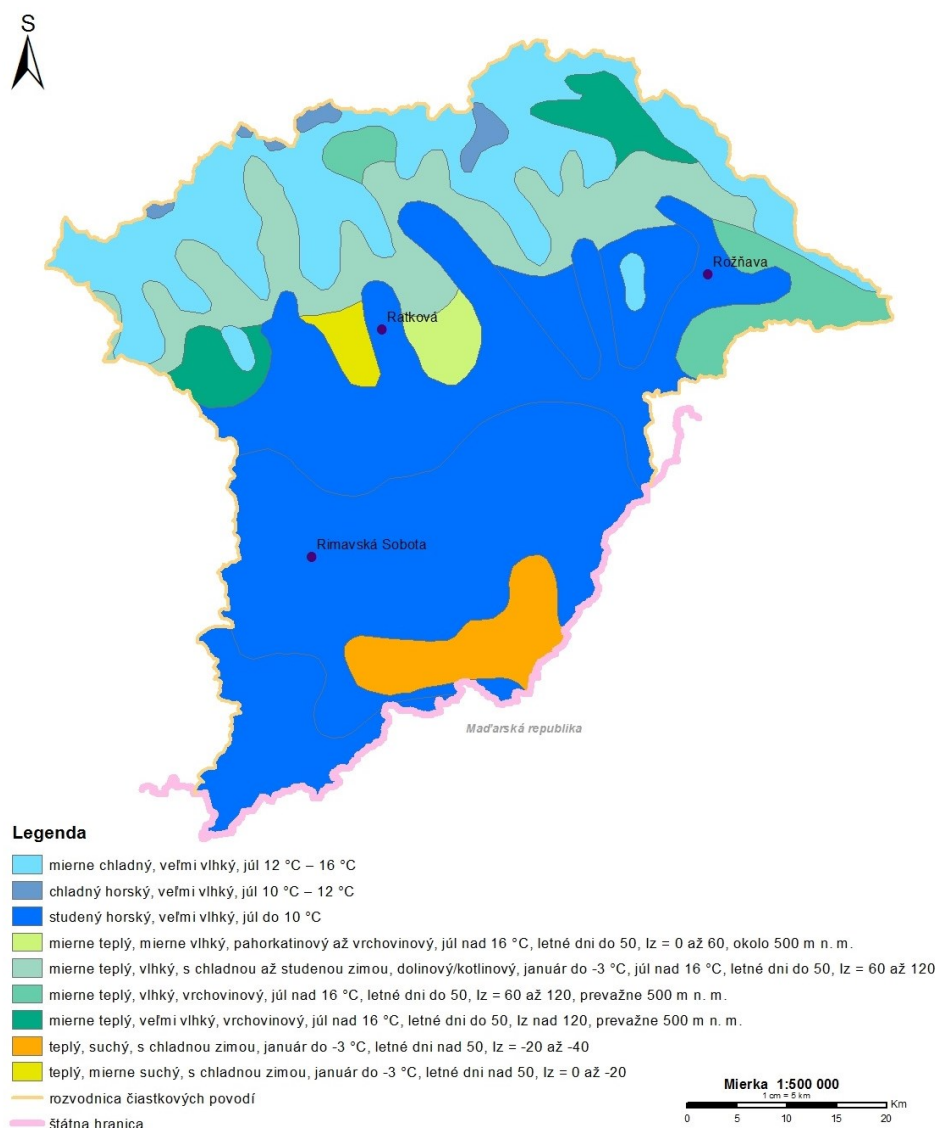 S
Rožňava
Ratková
Rimavská Sobota
Maďarská republika
Legenda
mierne chladný, veľmi vlhký, júl 12 °C – 16 °C
chladný horský, veľmi vlhký, júl 10 °C – 12 °C
studený horský, veľmi vlhký, júl do 10 °C
mierne teplý, mierne vlhký, pahorkatinový až vrchovinový, júl nad 16 °C, letné dni do 50, Iz = 0 až 60, okolo 500 m n. m.
mierne teplý, vlhký, s chladnou až studenou zimou, dolinový/kotlinový, január do -3 °C, júl nad 16 °C, letné dni do 50, Iz = 60 až 120
mierne teplý, vlhký, vrchovinový, júl nad 16 °C, letné dni do 50, Iz = 60 až 120, prevažne 500 m n. m.
mierne teplý, veľmi vlhký, vrchovinový, júl nad 16 °C, letné dni do 50, Iz nad 120, prevažne 500 m n. m.
teplý, suchý, s chladnou zimou, január do -3 °C, letné dni nad 50, Iz = -20 až -40
teplý, mierne suchý, s chladnou zimou, január do -3 °C, letné dni nad 50, Iz = 0 až -20
rozvodnica čiastkových povodí
štátna hranica
Mierka 1:500 000
1 cm = 5 km
Km
0 5 10 15 20